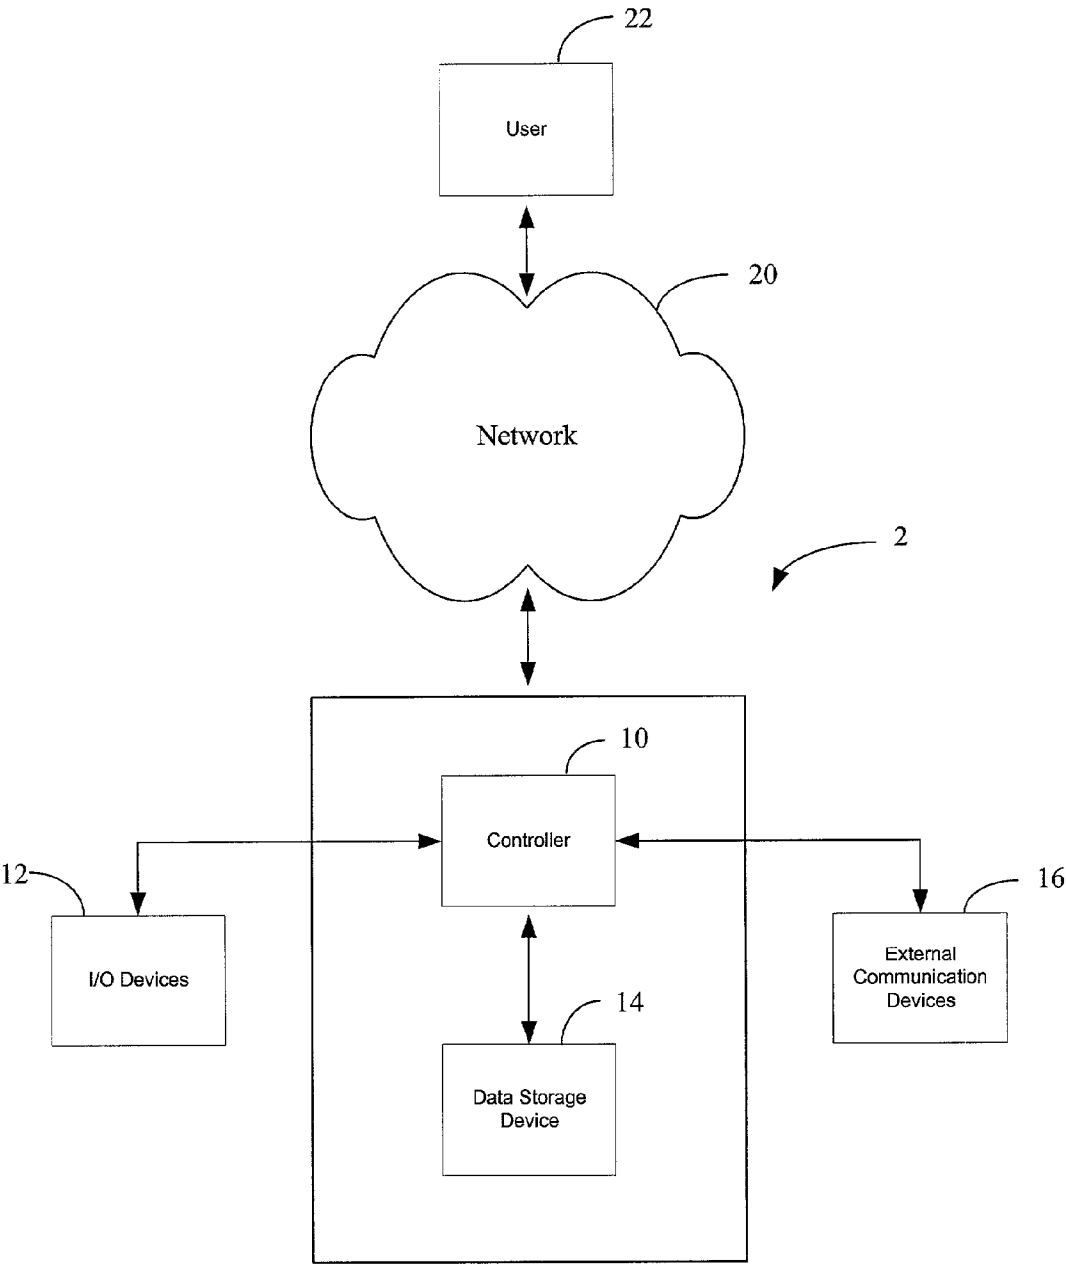 22
User
20
Network
2
10
Controller
12
16
I/O Devices
External
Communication
Devices
14
Data Storage
Device